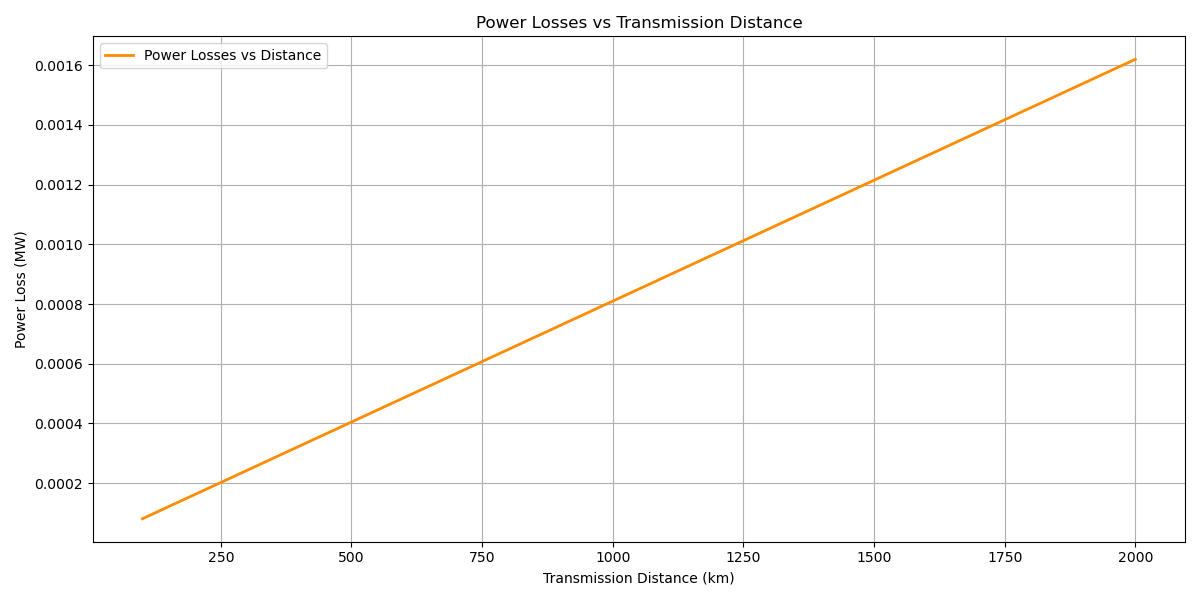 Power Losses vs Transmission Distance
Power Losses vs Distance
Power Loss (MW)
0.0016
0.0014
0.0012
0.0010
0.0008
0.0006
0.0004
0.0002
250 500 750 1000 1250 1500 1750 2000
Transmission Distance (km)